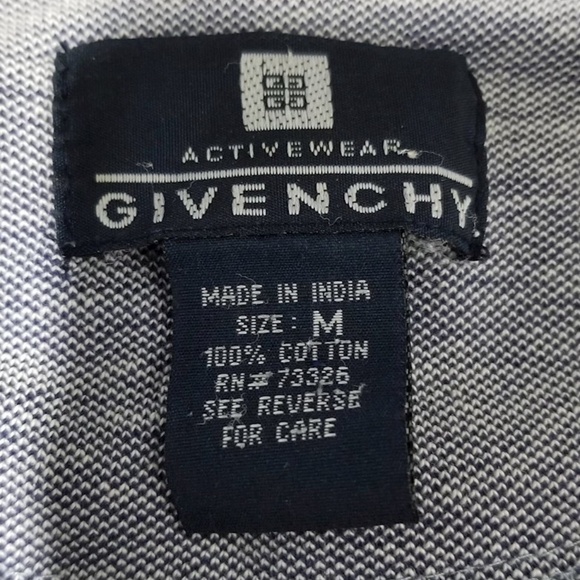 ACTIVEWEAR
GIVENCHY
MADE IN INDIA
SIZE: M
100% COTTON
RN# 73326
SEE REVERSE
FOR CARE